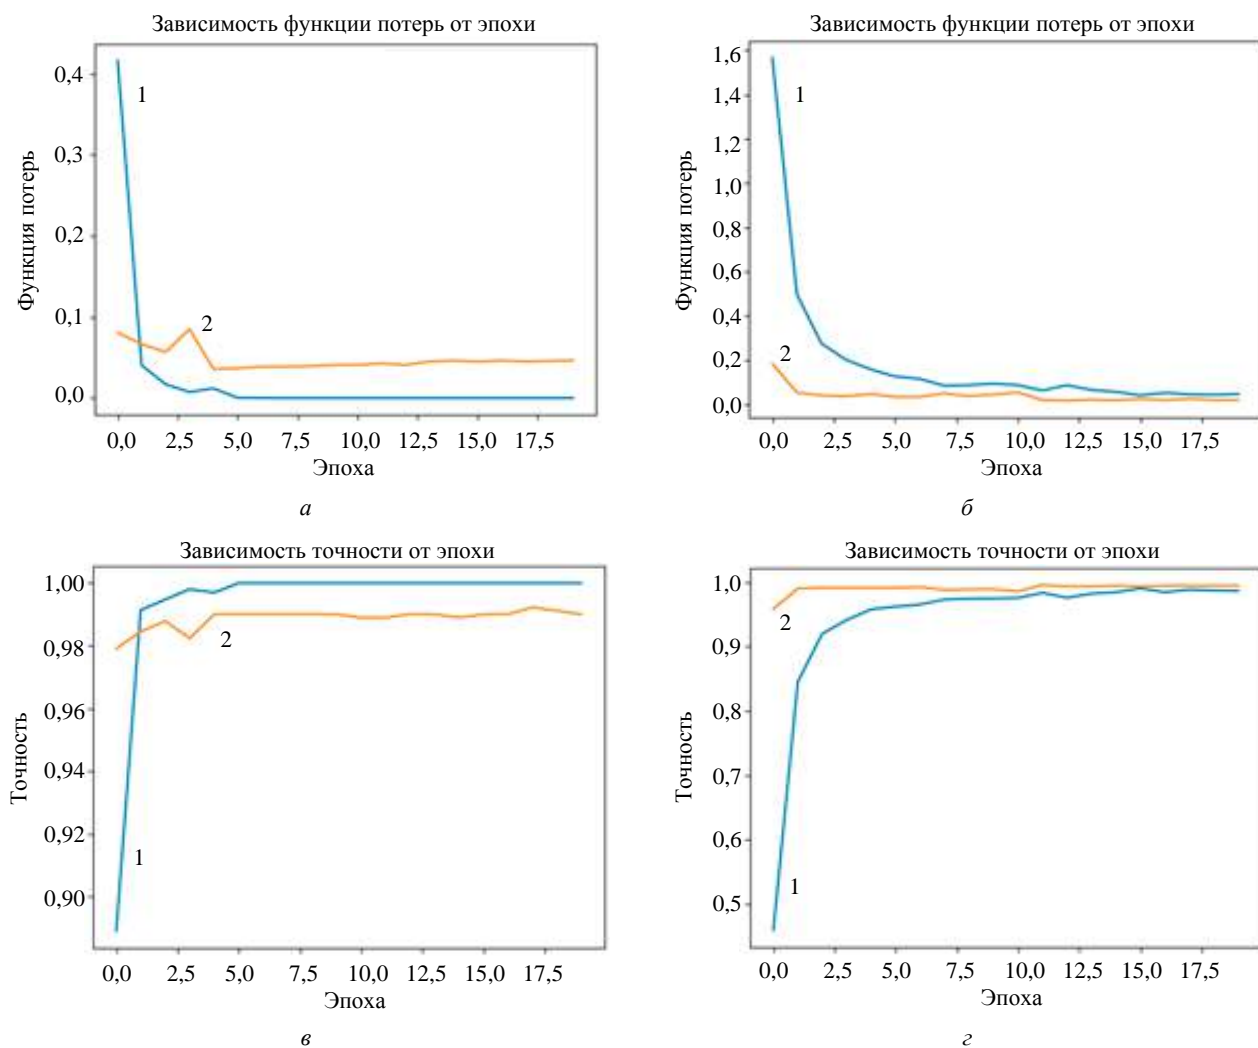 Зависимость функции потерь от эпохи
Функция потерь
0,4
0,3
0,2
0,1
0,0
1
2
0,0 2,5 5,0 7,5 10,0 12,5 15,0 17,5
Эпоха
а
Зависимость функции потерь от эпохи
Функция потерь
1,6
1,4
1,2
1,0
0,8
0,6
0,4
0,2
0,0
1
2
0,0 2,5 5,0 7,5 10,0 12,5 15,0 17,5
Эпоха
б
Зависимость точности от эпохи
Точность
1,00
0,98
0,96
0,94
0,92
0,90
2
1
0,0 2,5 5,0 7,5 10,0 12,5 15,0 17,5
Эпоха
в
Зависимость точности от эпохи
Точность
1,0
0,9
0,8
0,7
0,6
0,5
2
1
0,0 2,5 5,0 7,5 10,0 12,5 15,0 17,5
Эпоха
г